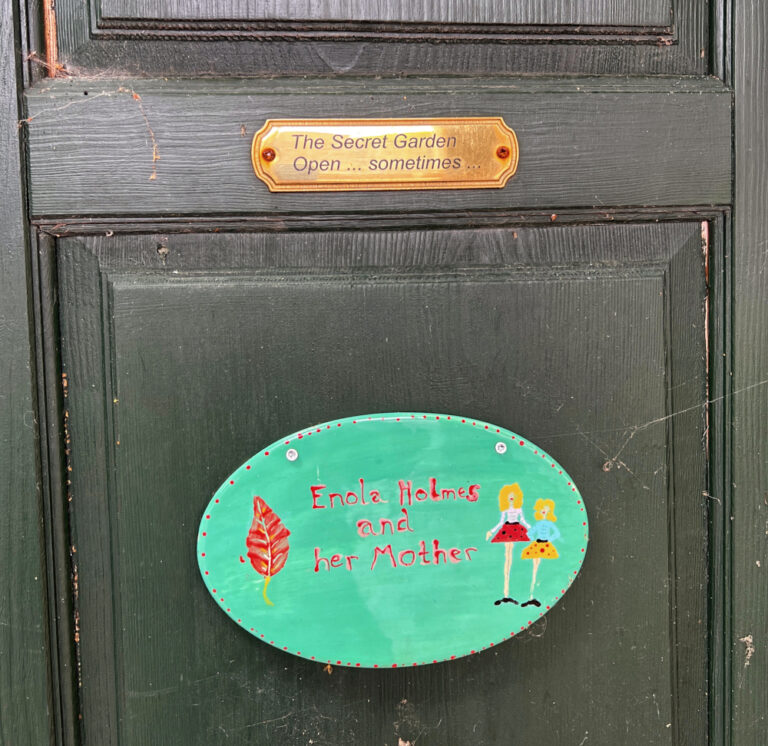 The Secret Garden
Open ... sometimes ...
Enola Holmes
and
her Mother